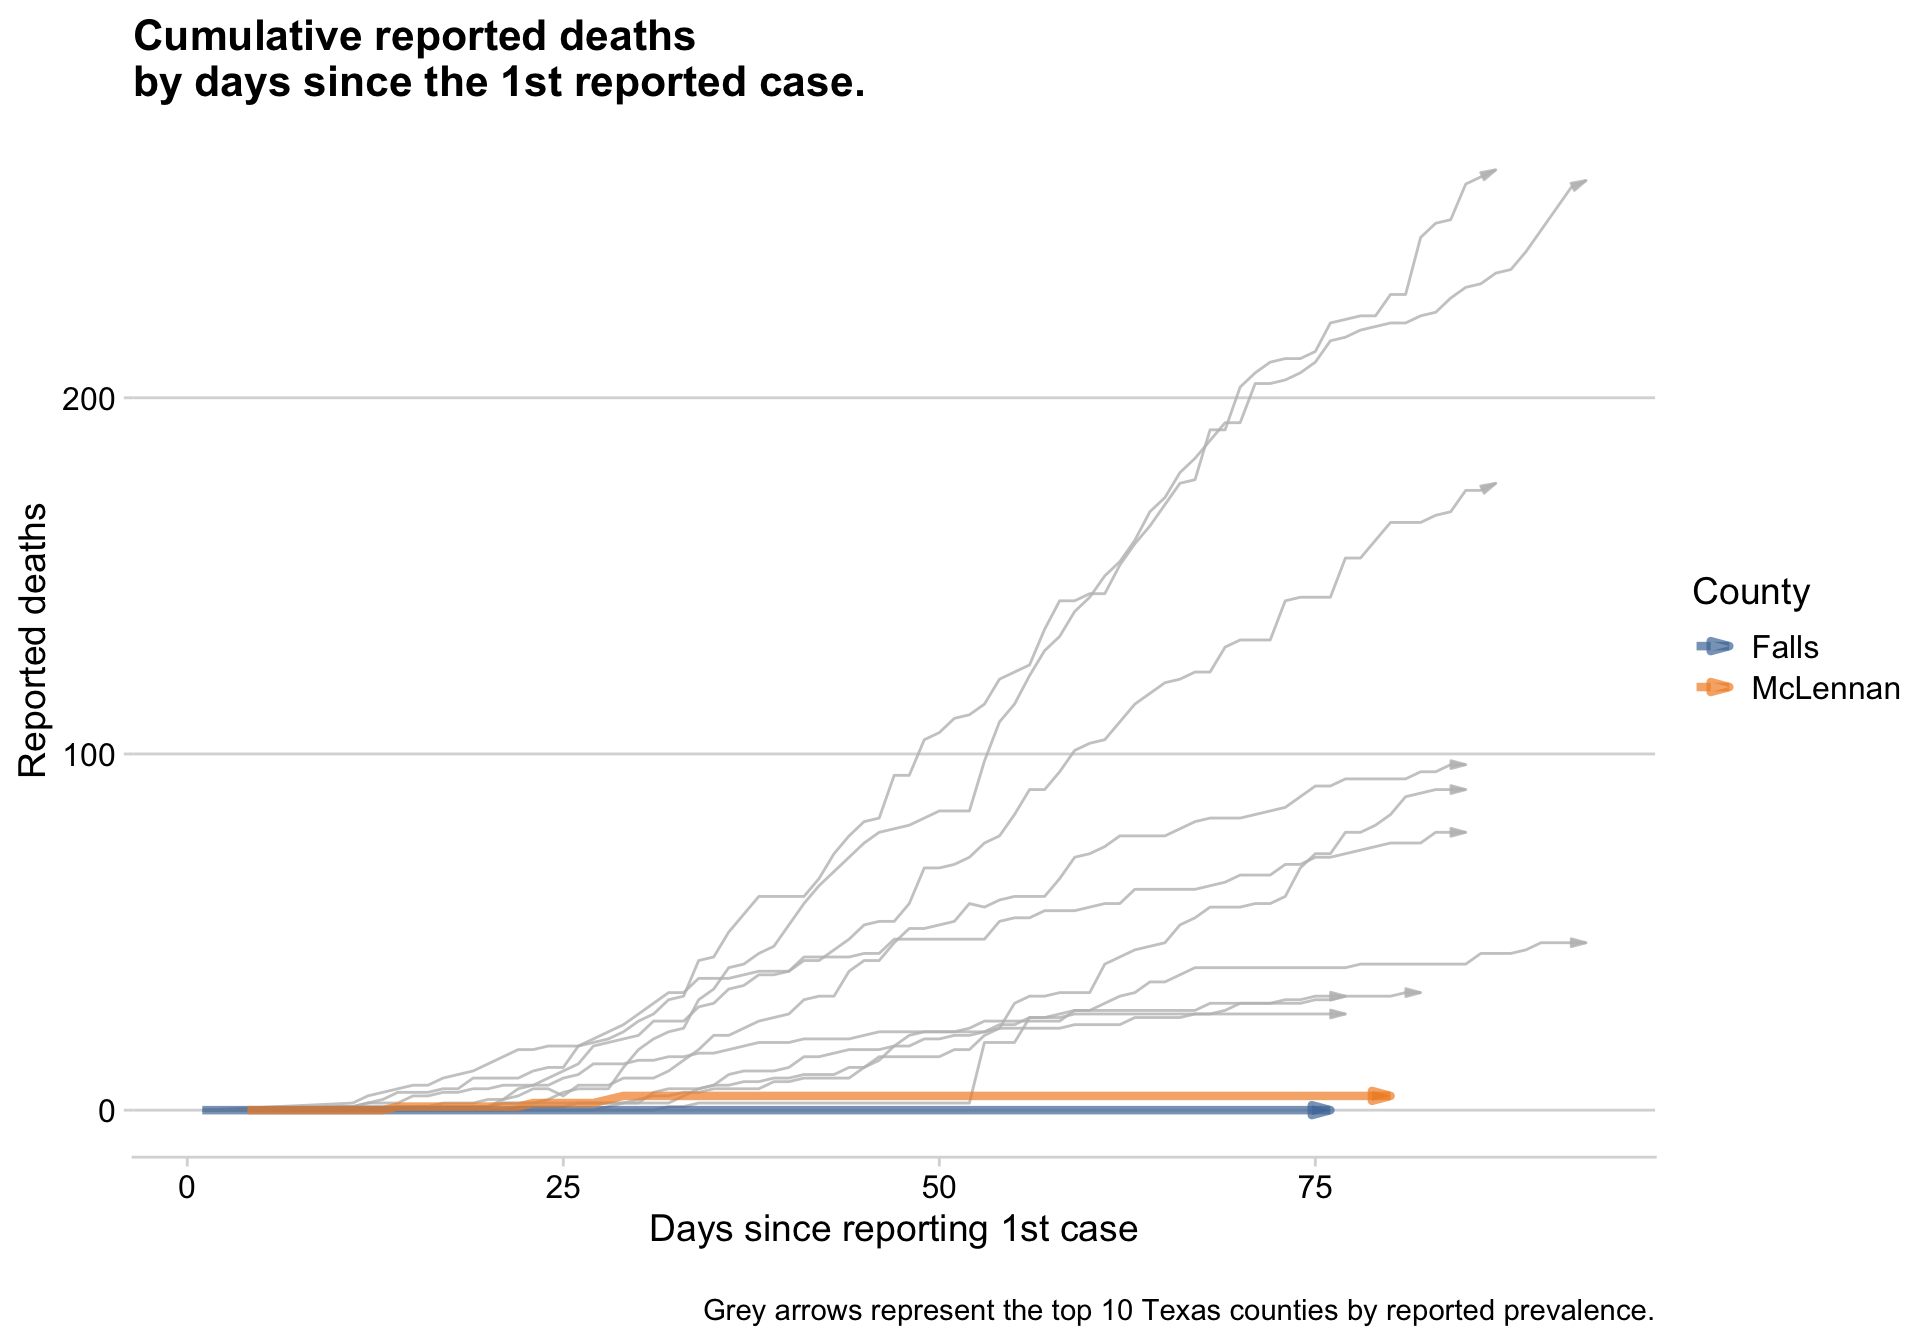 Cumulative reported deaths
by days since the 1st reported case.
Reported deaths
200
100
0
0 25 50 75
Days since reporting 1st case
County
Falls
McLennan
Grey arrows represent the top 10 Texas counties by reported prevalence.